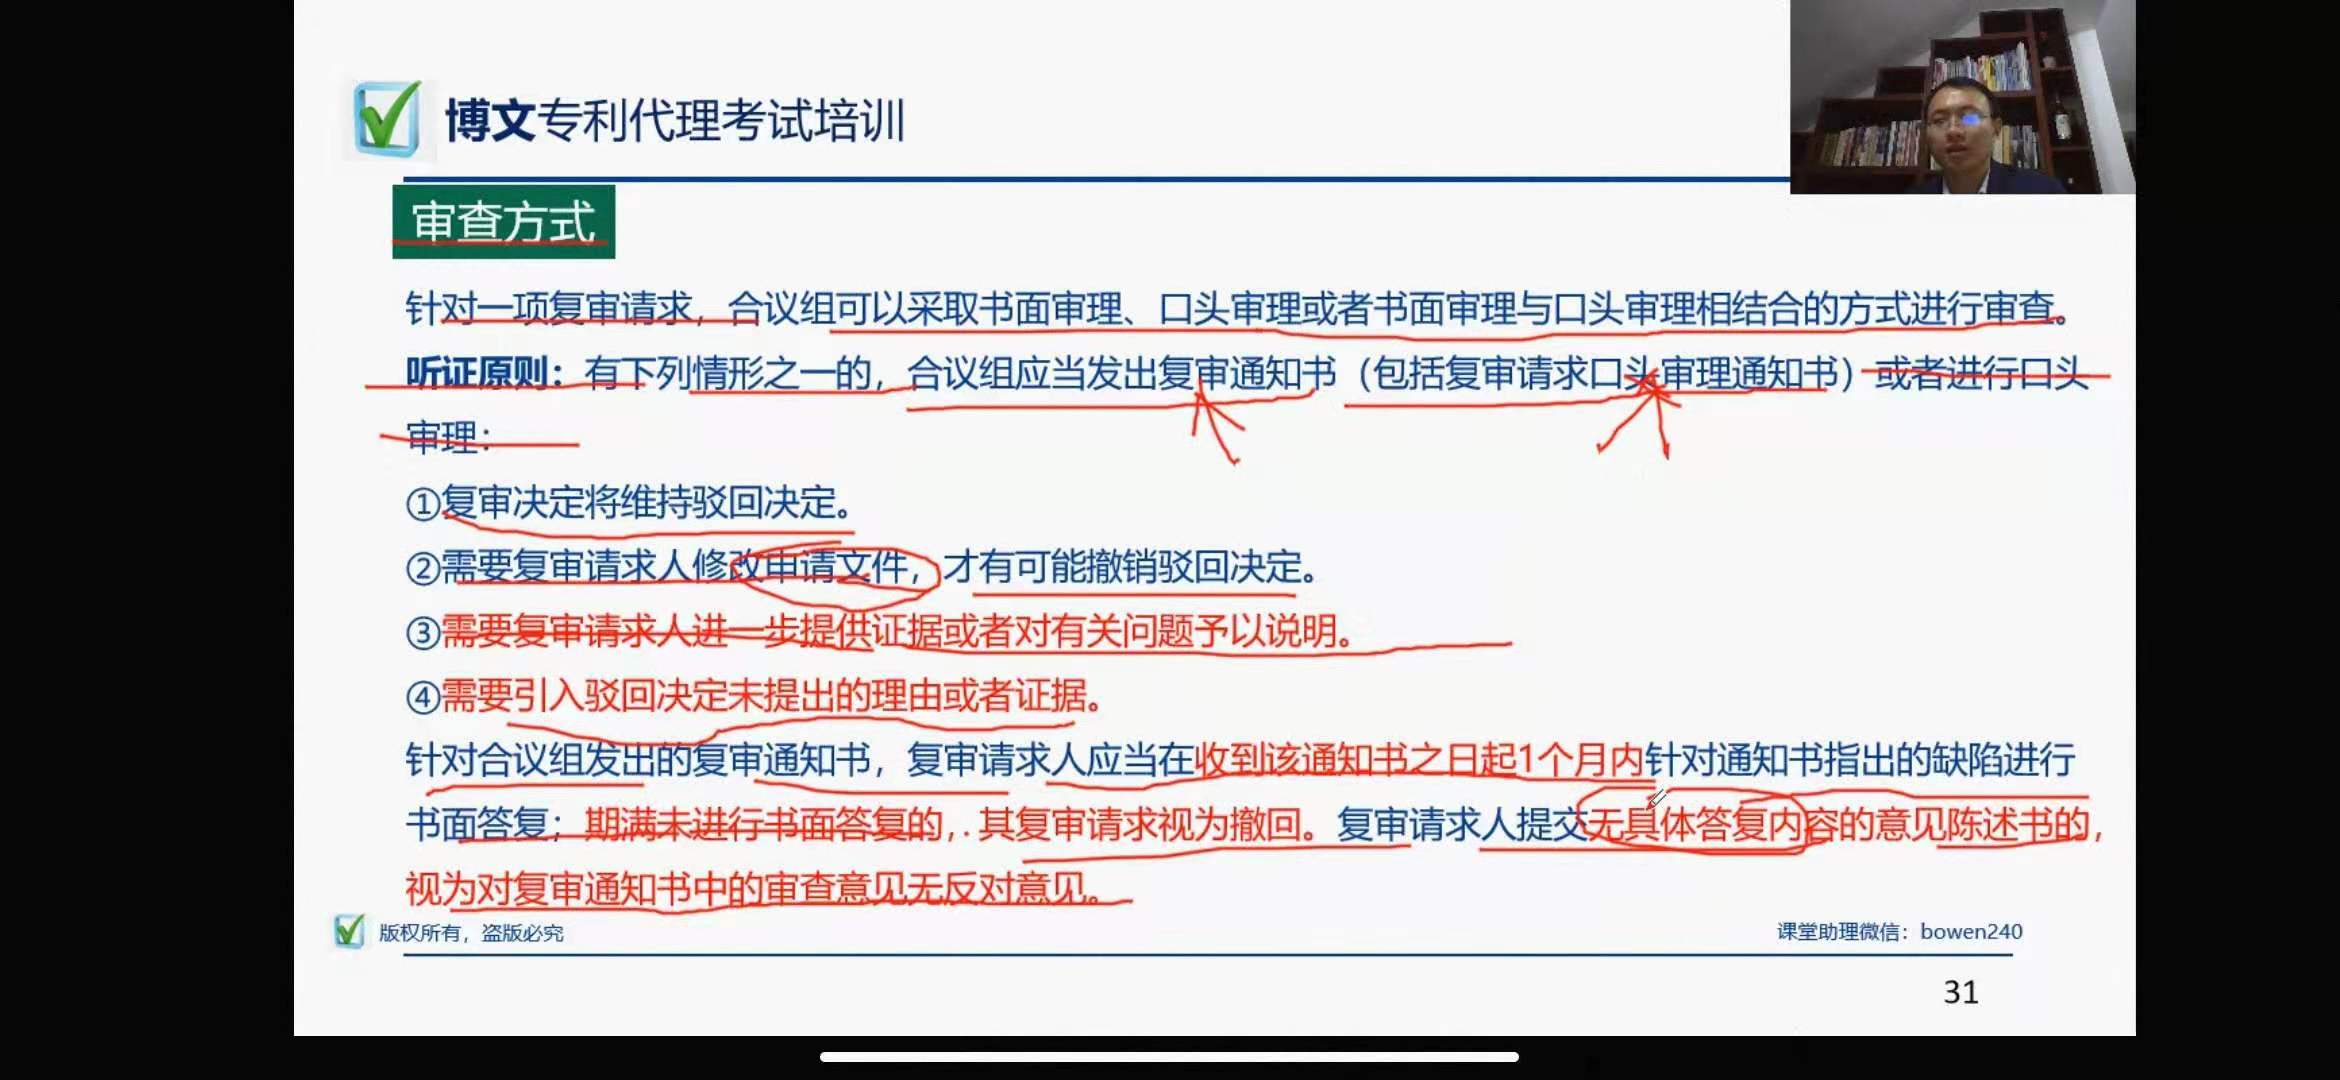 博文专利代理考试培训
审查方式
针对一项复审请求，合议组可以采取书面审理、口头审理或者书面审理与口头审理相结合的方式进行审查。
听证原则：有下列情形之一的，合议组应当发出复审通知书（包括复审请求口头审理通知书）或者进行口头
审理：
①复审决定将维持驳回决定。
②需要复审请求人修改申请文件，才有可能撤销驳回决定。
③需要复审请求人进一步提供证据或者对有关问题予以说明。
④需要引入驳回决定未提出的理由或者证据。
针对合议组发出的复审通知书，复审请求人应当在收到该通知书之日起1个月内针对通知书指出的缺陷进行
书面答复；期满未进行书面答复的，其复审请求视为撤回。复审请求人提交无具体答复内容的意见陈述书的，
视为对复审通知书中的审查意见无反对意见。
版权所有，盗版必究
课堂助理微信：bowen240
31